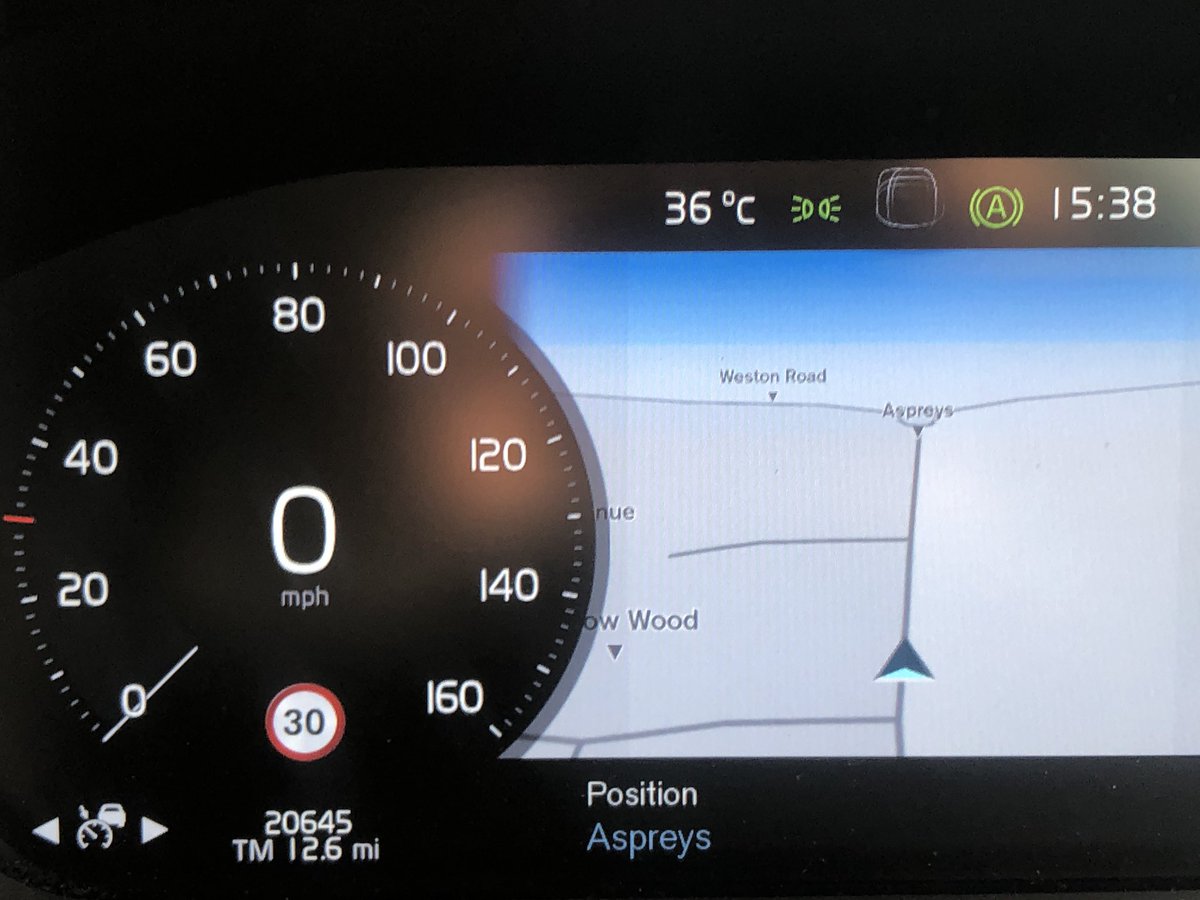 36 °C
A
15:38
80
60
100
Weston Road
Aspreys
40
120
0
nue
mph
20
140
ow Wood
0
160
30
20645
TM 12.6 mi
Position
Aspreys